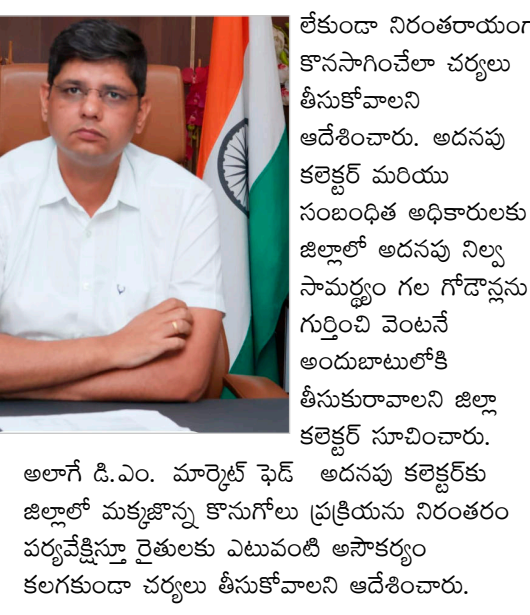 లేకుండా నిరంతరాయంగ
కొనసాగించేలా చర్యలు
తీసుకోవాలని
ఆదేశించారు. అదనపు
కలెక్టర్ మరియు
సంబంధిత అధికారులకు
జిల్లాలో అదనపు నిల్వ
సామర్థ్యం గల గోడౌన్లను
గుర్తించి వెంటనే
అందుబాటులోకి
తీసుకురావాలని జిల్లా
కలెక్టర్ సూచించారు.
అలాగే డి.ఎం. మార్కెట్ ఫెడ్ అదనపు కలెక్టర్‌కు
జిల్లాలో మక్కజొన్న కొనుగోలు ప్రక్రియను నిరంతరం
పర్యవేక్షిస్తూ రైతులకు ఎటువంటి అసౌకర్యం
కలగకుండా చర్యలు తీసుకోవాలని ఆదేశించారు.